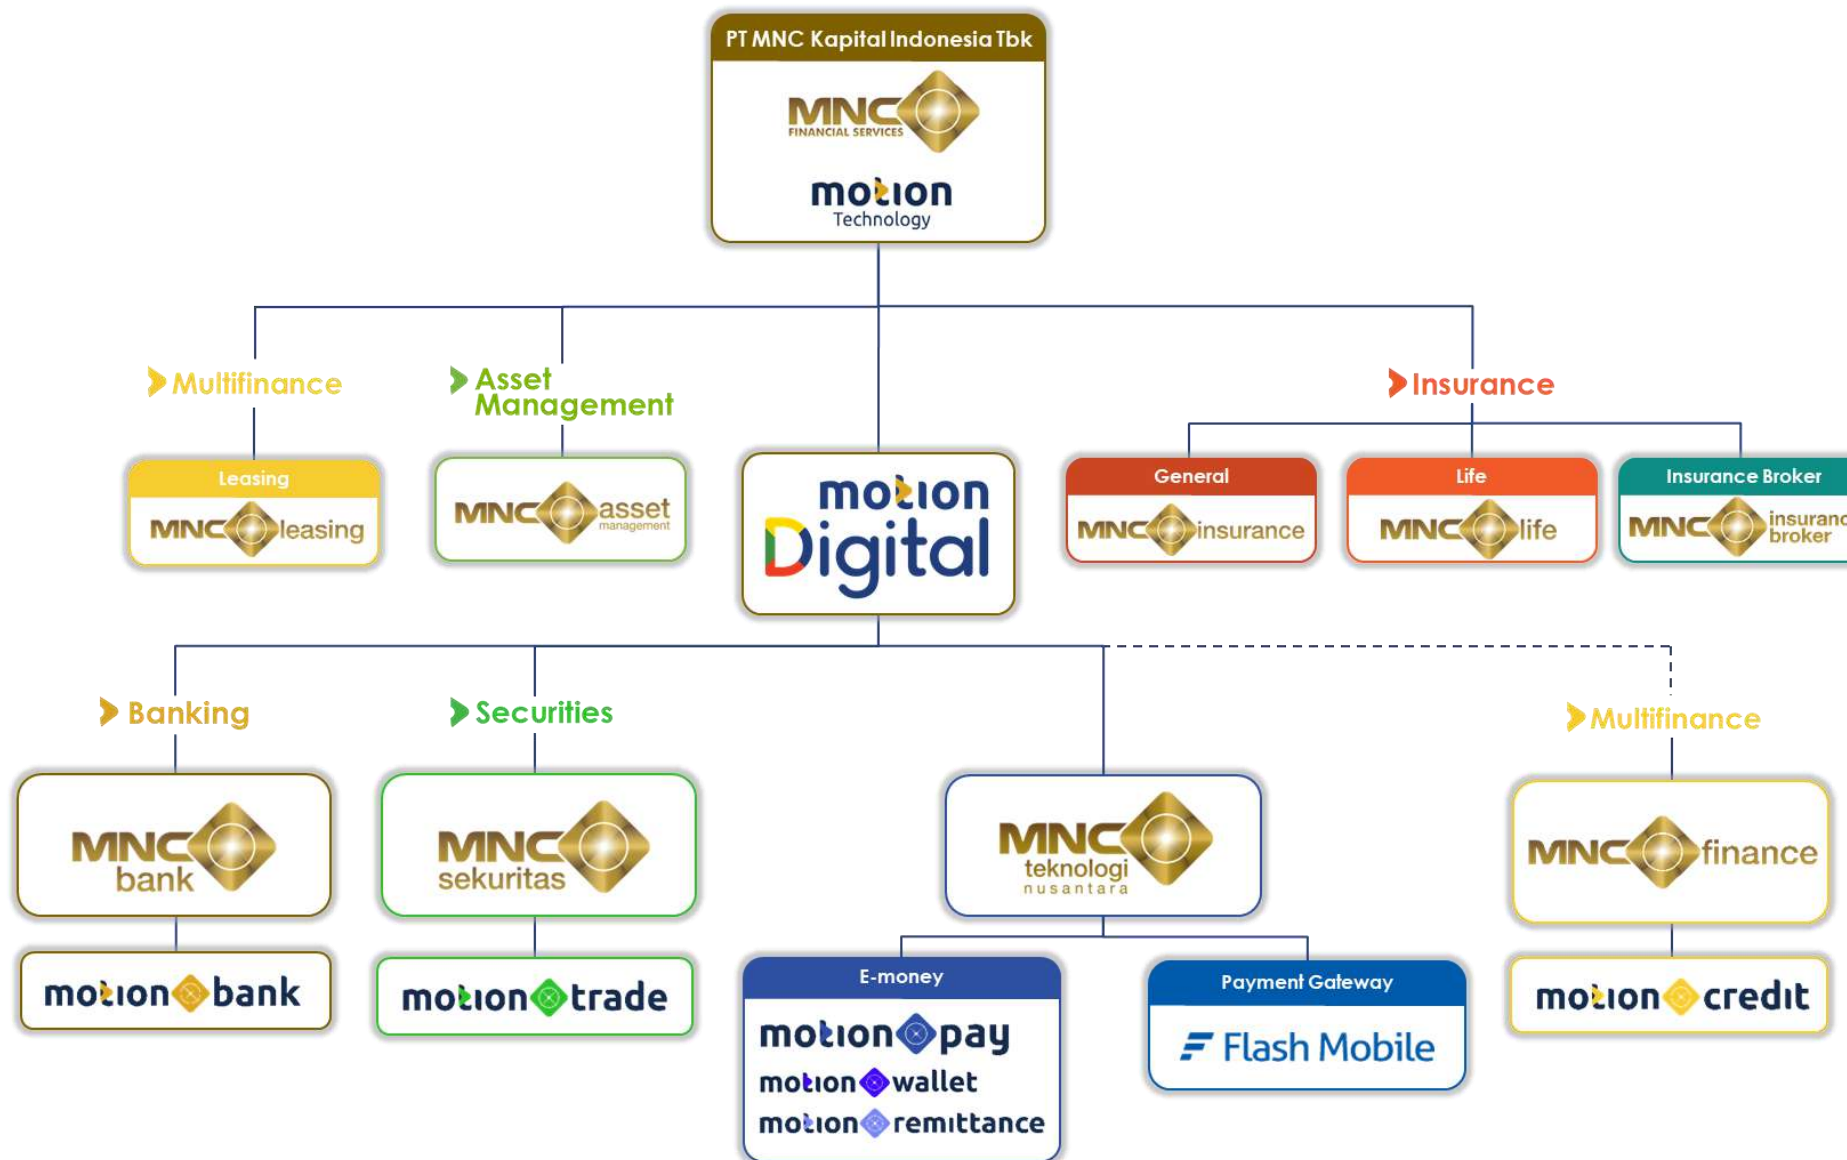 PT MNC Kapital Indonesia Tbk
MNC
FINANCIAL SERVICES
motion
Technology
Multifinance
Asset
Management
Insurance
Leasing
MNC leasing
MNC asset
management
motion
Digital
General
MNC insurance
Life
MNC life
Insurance Broker
MNC
broker
Banking
Securities
Multifinance
MNC
bank
MNC
sekuritas
MNC
teknologi
nusantara
MNC finance
motion bank
motion trade
E-money
motion pay
motion wallet
motion remittance
Payment Gateway
Flash Mobile
motion credit